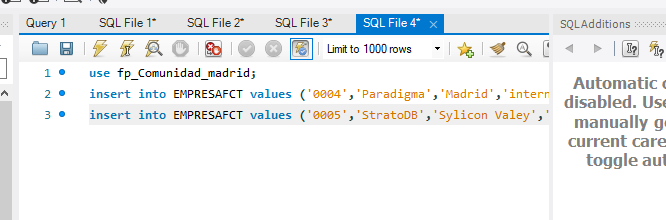 Query 1
SQL File 1*
SQL File 2*
SQL File 3*
SQL File 4*
SQLAdditions
Limit to 1000 rows
1 use fp_Comunidad_madrid;
2 insert into EMPRESAFCT values ('0004','Paradigma','Madrid','intern
3 insert into EMPRESAFCT values ('0005','StratoDB','Sylicon Valey','
Automatic
disabled. Use
manually
current care
toggle